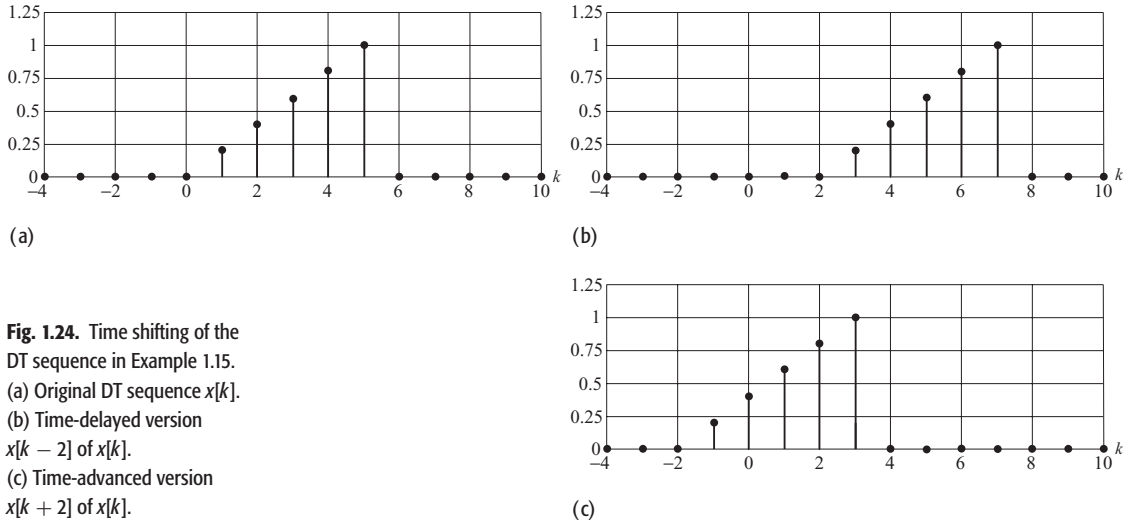 1.25
1
0.75
0.5
0.25
0
−4 −2 0 2 4 6 8 10 k
(a)
1.25
1
0.75
0.5
0.25
0
−4 −2 0 2 4 6 8 10 k
(b)
Fig. 1.24. Time shifting of the
DT sequence in Example 1.15.
(a) Original DT sequence x[k].
(b) Time-delayed version
x[k − 2] of x[k].
(c) Time-advanced version
x[k + 2] of x[k].
1.25
1
0.75
0.5
0.25
0
−4 −2 0 2 4 6 8 10 k
(c)